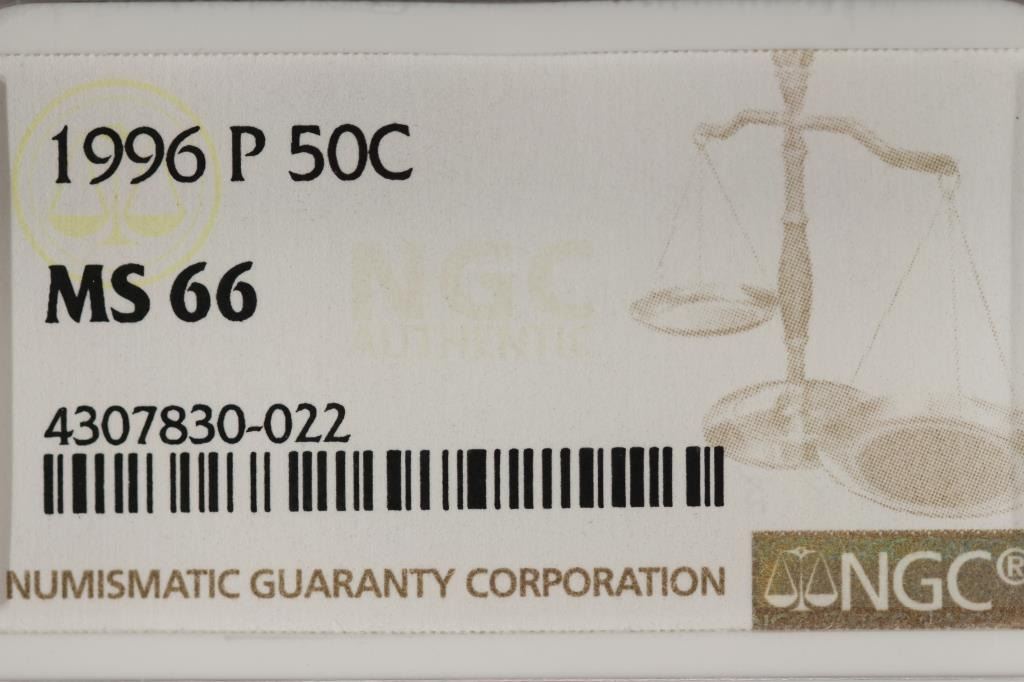 1996 P 50C
MS 66
NGC
AUTHENTIC
4307830-022
NUMISMATIC GUARANTY CORPORATION
NGC®